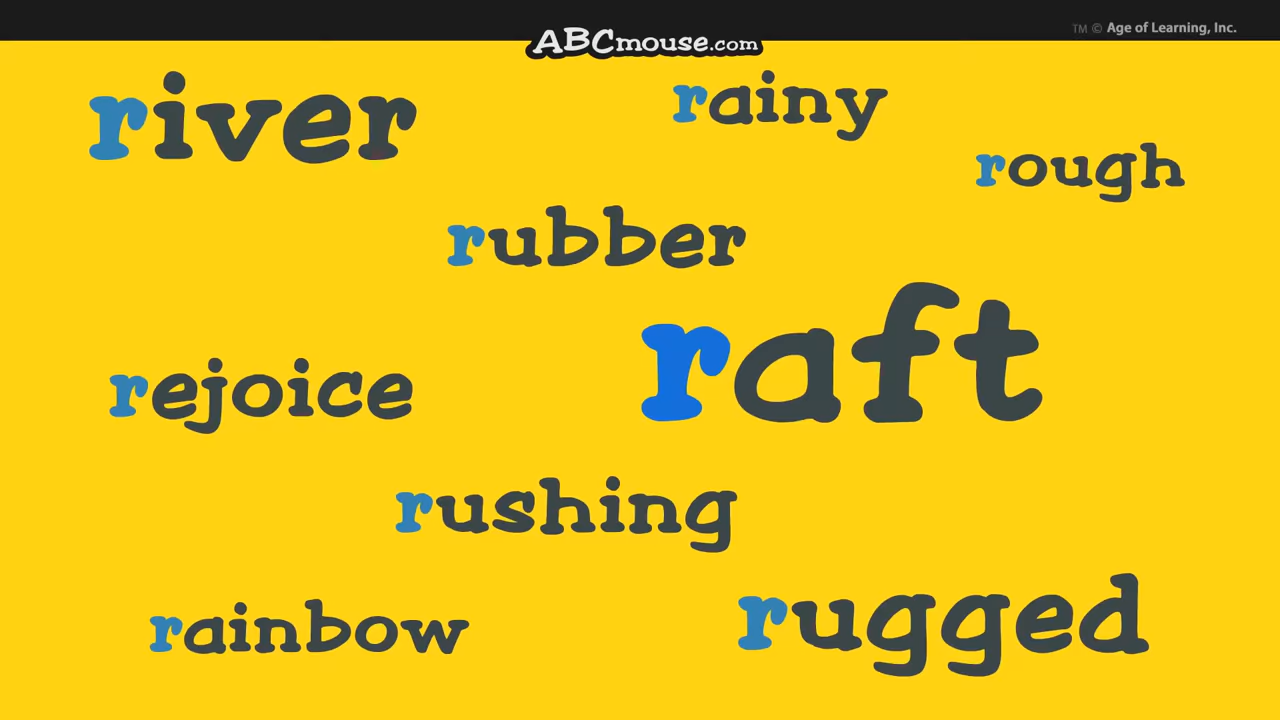 ABCmouse.com
TM © Age of Learning, Inc.
river
rainy
rough
rubber
raft
rejoice
rushing
rainbow
rugged